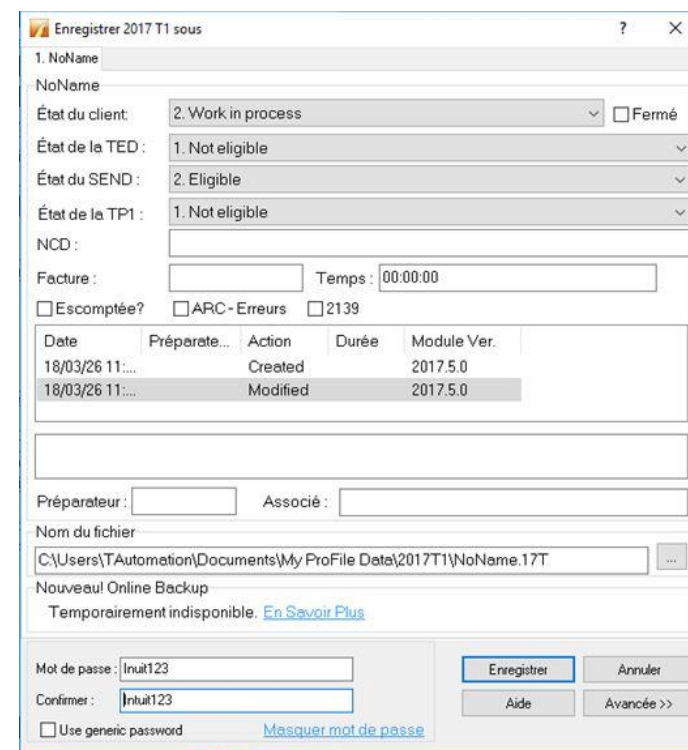 Enregistrer 2017 T1 sous
1. NoName
NoName
État du client: 2. Work in process Fermé
État de la TED : 1. Not eligible
État du SEND : 2. Eligible
État de la TP1 : 1. Not eligible
NCD :
Facture : Temps : 00:00:00
Escomptée? ARC-Erreurs 2139
Date Préparate... Action Durée Module Ver.
18/03/26 11:... Created 2017.5.0
18/03/26 11:... Modified 2017.5.0
Préparateur : Associé :
Nom du fichier
C:\Users\TAutomation\Documents\My ProFile Data\2017T1\NoName.17T ...
Nouveau! Online Backup
Temporairement indisponible. En Savoir Plus
Mot de passe : Inuit123 Enregistrer Annuler
Confirmer : Intuit123 Aide Avancée >>
Use generic password Masquer mot de passe